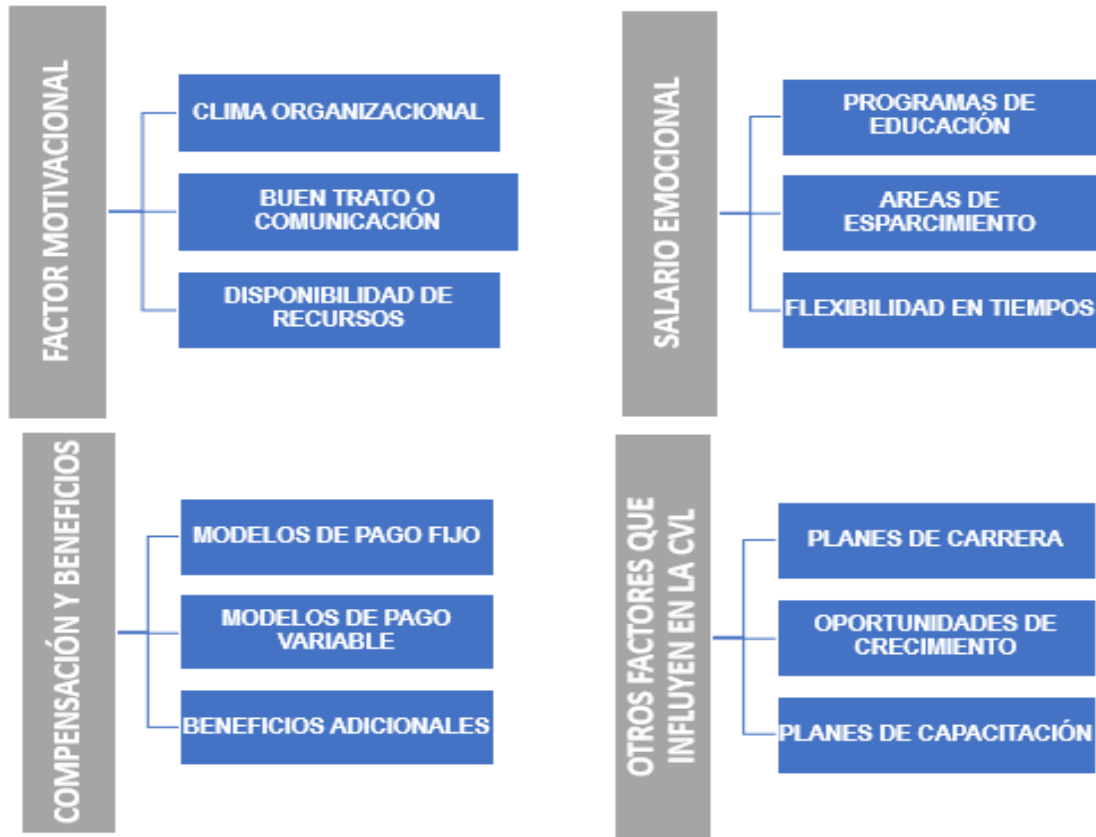 FACTOR MOTIVACIONAL
CLIMA ORGANIZACIONAL
BUEN TRATO O
COMUNICACIÓN
DISPONIBILIDAD DE
RECURSOS
SALARIO EMOCIONAL
PROGRAMAS DE
EDUCACIÓN
AREAS DE
ESPARCIMIENTO
FLEXIBILIDAD EN TIEMPOS
COMPENSACIÓN Y BENEFICIOS
MODELOS DE PAGO FIJO
MODELOS DE PAGO
VARIABLE
BENEFICIOS ADICIONALES
OTROS FACTORES QUE
INFLUYEN EN LA CVL
PLANES DE CARRERA
OPORTUNIDADES DE
CRECIMIENTO
PLANES DE CAPACITACIÓN